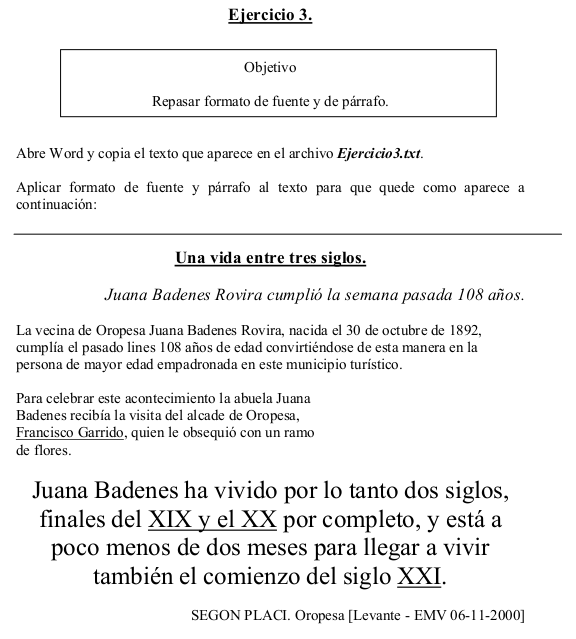 Ejercicio 3.
Objetivo
Repasar formato de fuente y de párrafo.
Abre Word y copia el texto que aparece en el archivo Ejercicio3.txt.
Aplicar formato de fuente y párrafo al texto para que quede como aparece a
continuación:
Una vida entre tres siglos.
Juana Badenes Rovira cumplió la semana pasada 108 años.
La vecina de Oropesa Juana Badenes Rovira, nacida el 30 de octubre de 1892,
cumplía el pasado lines 108 años de edad convirtiéndose de esta manera en la
persona de mayor edad empadronada en este municipio turístico.
Para celebrar este acontecimiento la abuela Juana
Badenes recibía la visita del alcade de Oropesa,
Francisco Garrido, quien le obsequió con un ramo
de flores.
Juana Badenes ha vivido por lo tanto dos siglos,
finales del XIX y el XX por completo, y está a
poco menos de dos meses para llegar a vivir
también el comienzo del siglo XXI.
SEGON PLACI. Oropesa [Levante - EMV 06-11-2000]